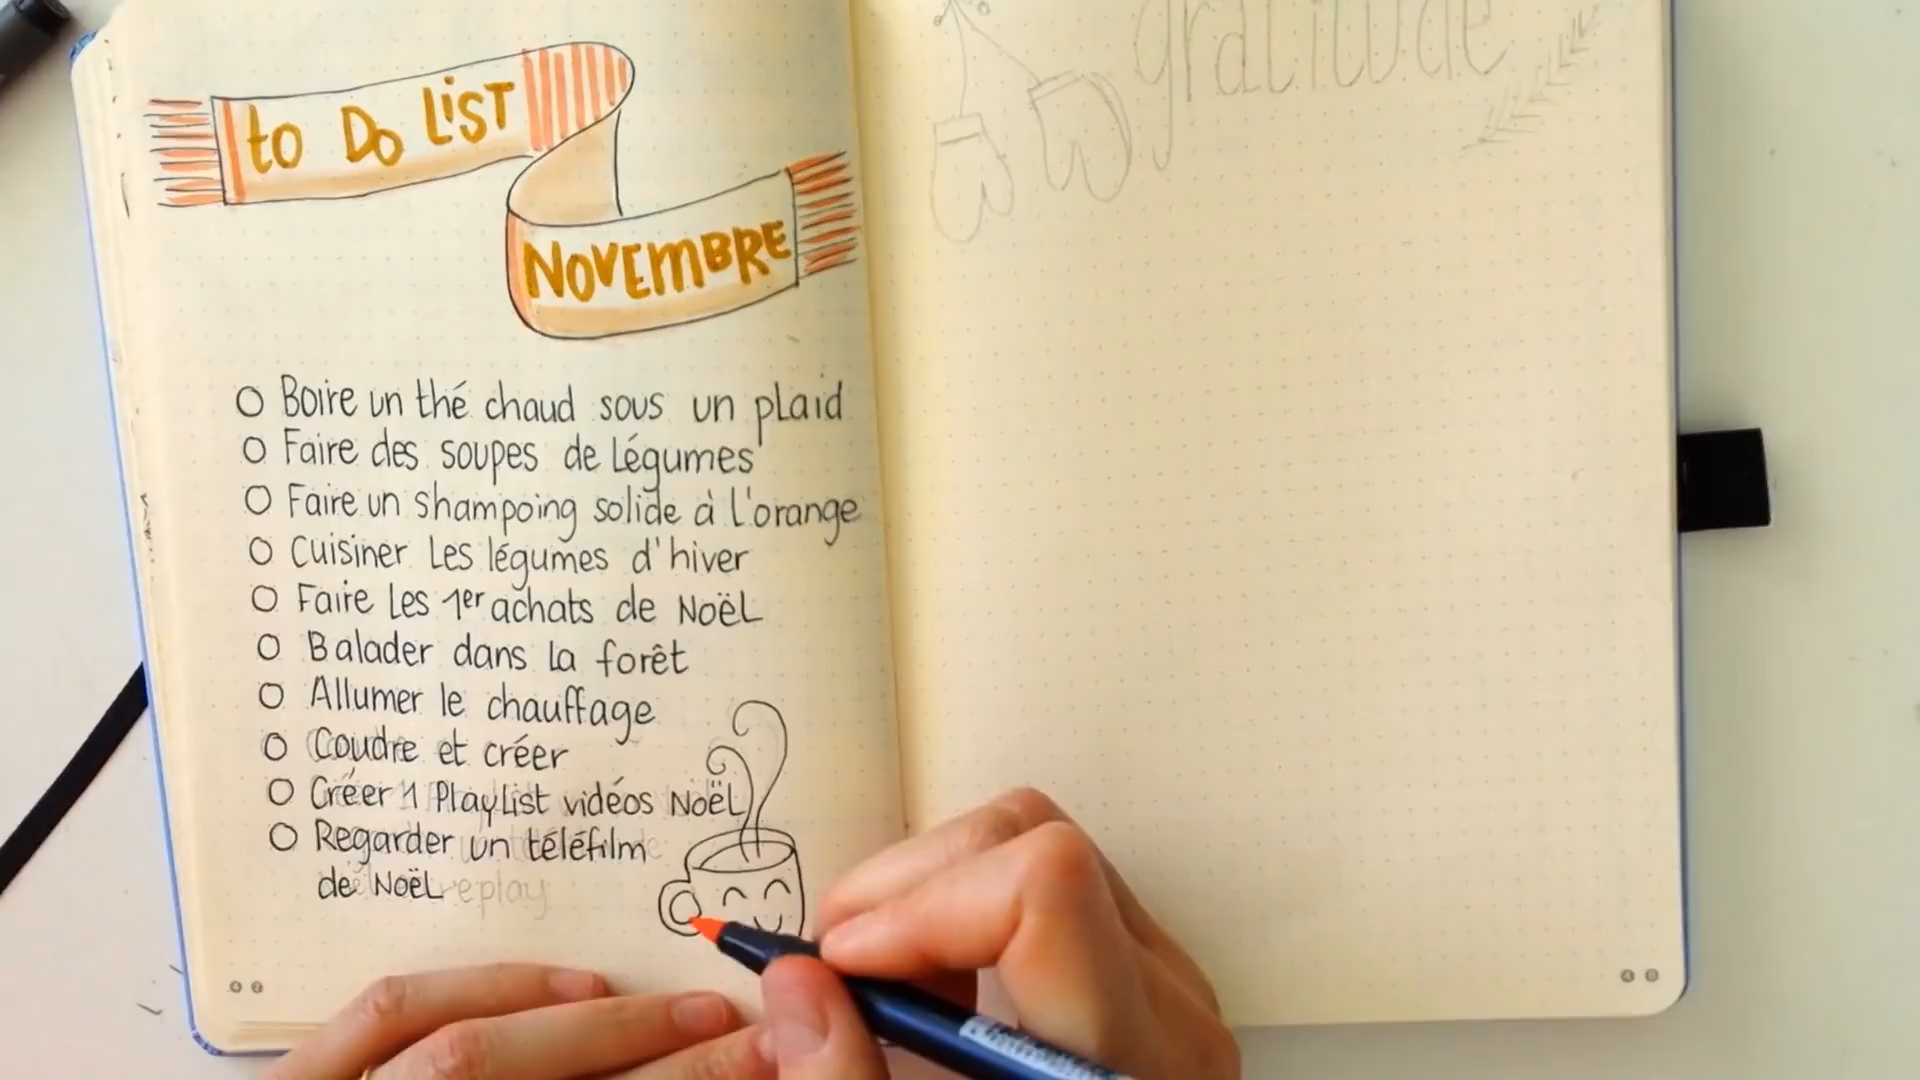 to Do LiST
NOVEMBRE
gratitude
Boire un thé chaud sous un plaid
Faire des soupes de légumes
Faire un shampoing solide à l'orange
Cuisiner Les légumes d'hiver
Faire Les 1er achats de NoëL
Balader dans la forêt
Allumer le chauffage
Coudre et créer
Créer 1 PlayList vidéos NoëL
Regarder un téléfilm
de NoëL replay